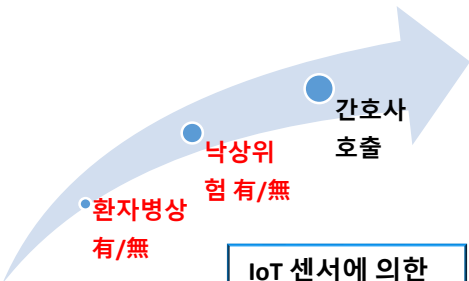 간호사
호출
낙상위
험 有/無
환자병상
有/無
IoT 센서에 의한